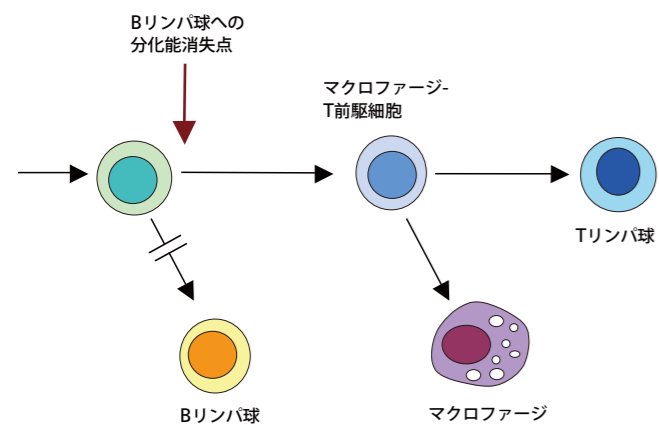 Bリンパ球への
分化能消失点
マクロファージ-
T前駆細胞
Tリンパ球
Bリンパ球
マクロファージ